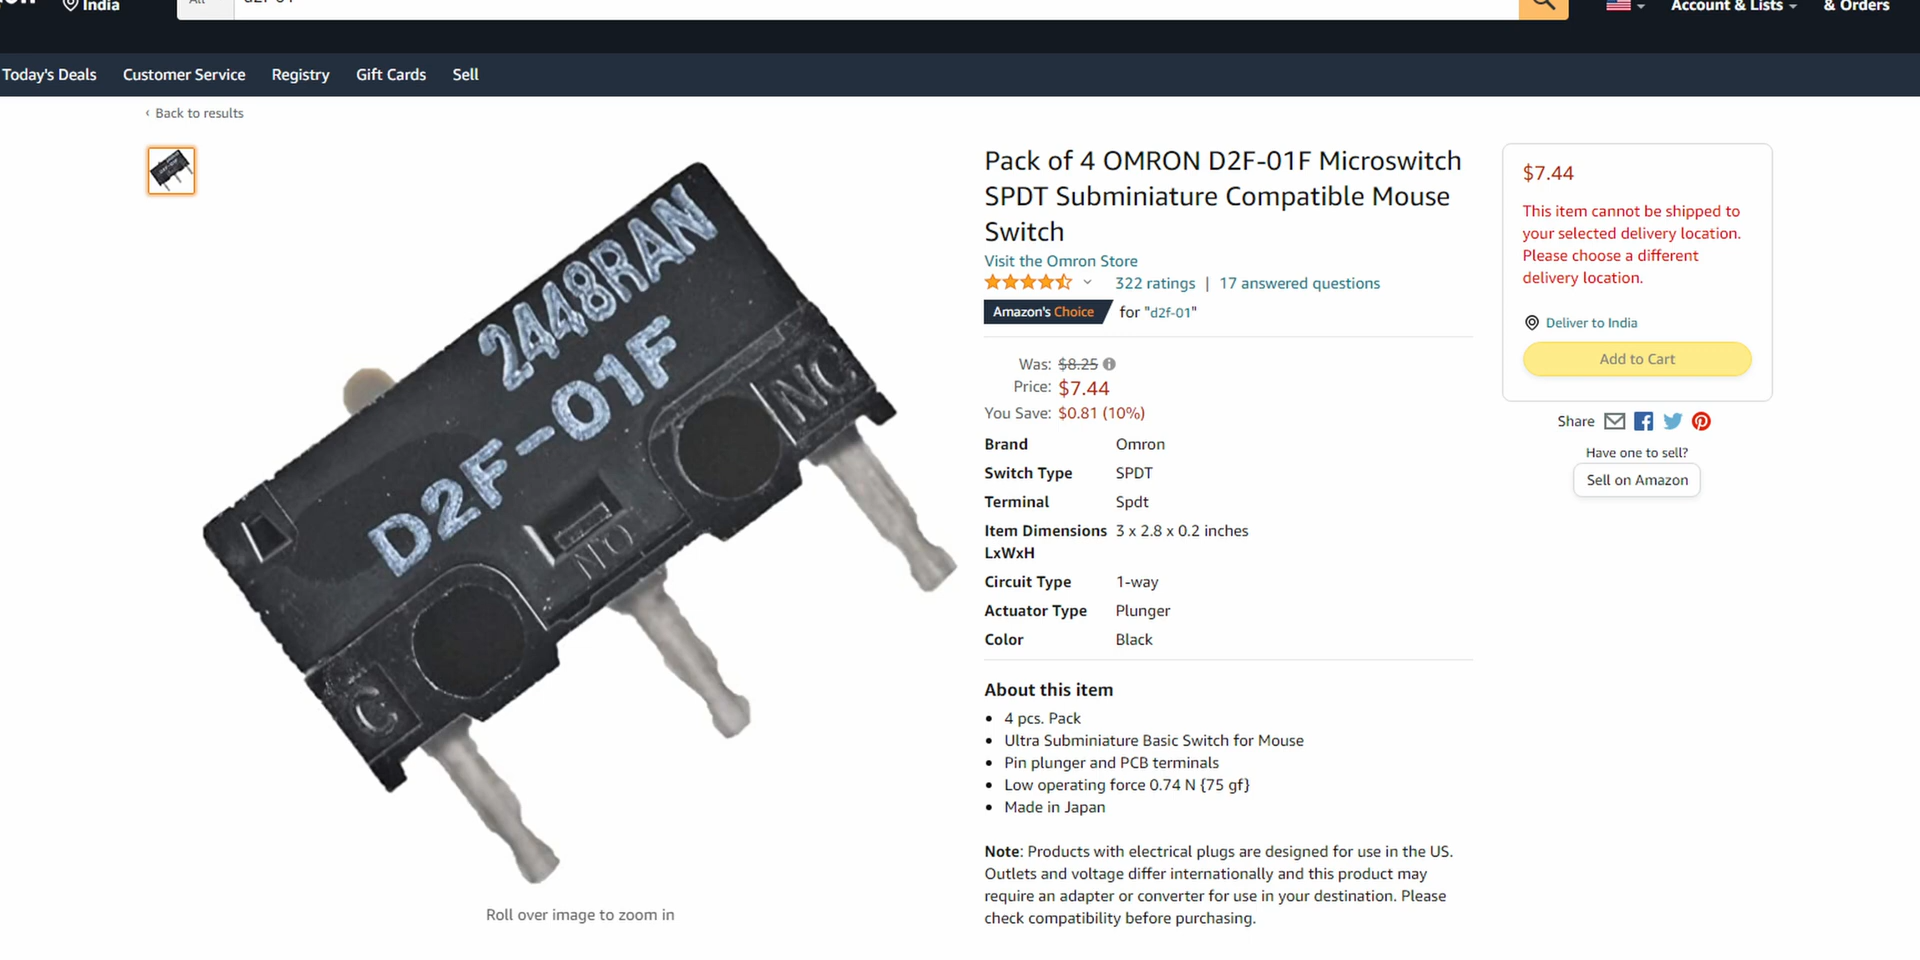 India
All
Account & Lists
& Orders
Today's Deals
Customer Service
Registry
Gift Cards
Sell
‹ Back to results
2448RAN
D2F-01F
NC
NO
C
Roll over image to zoom in
Pack of 4 OMRON D2F-01F Microswitch
SPDT Subminiature Compatible Mouse
Switch
Visit the Omron Store
322 ratings | 17 answered questions
Amazon's Choice for "d2f-01"
Was: $8.25
Price: $7.44
You Save: $0.81 (10%)
Brand Omron
Switch Type SPDT
Terminal Spdt
Item Dimensions 3 x 2.8 x 0.2 inches
LxWxH
Circuit Type 1-way
Actuator Type Plunger
Color Black
About this item
• 4 pcs. Pack
• Ultra Subminiature Basic Switch for Mouse
• Pin plunger and PCB terminals
• Low operating force 0.74 N {75 gf}
• Made in Japan
Note: Products with electrical plugs are designed for use in the US.
Outlets and voltage differ internationally and this product may
require an adapter or converter for use in your destination. Please
check compatibility before purchasing.
$7.44
This item cannot be shipped to
your selected delivery location.
Please choose a different
delivery location.
Deliver to India
Add to Cart
Share
Have one to sell?
Sell on Amazon